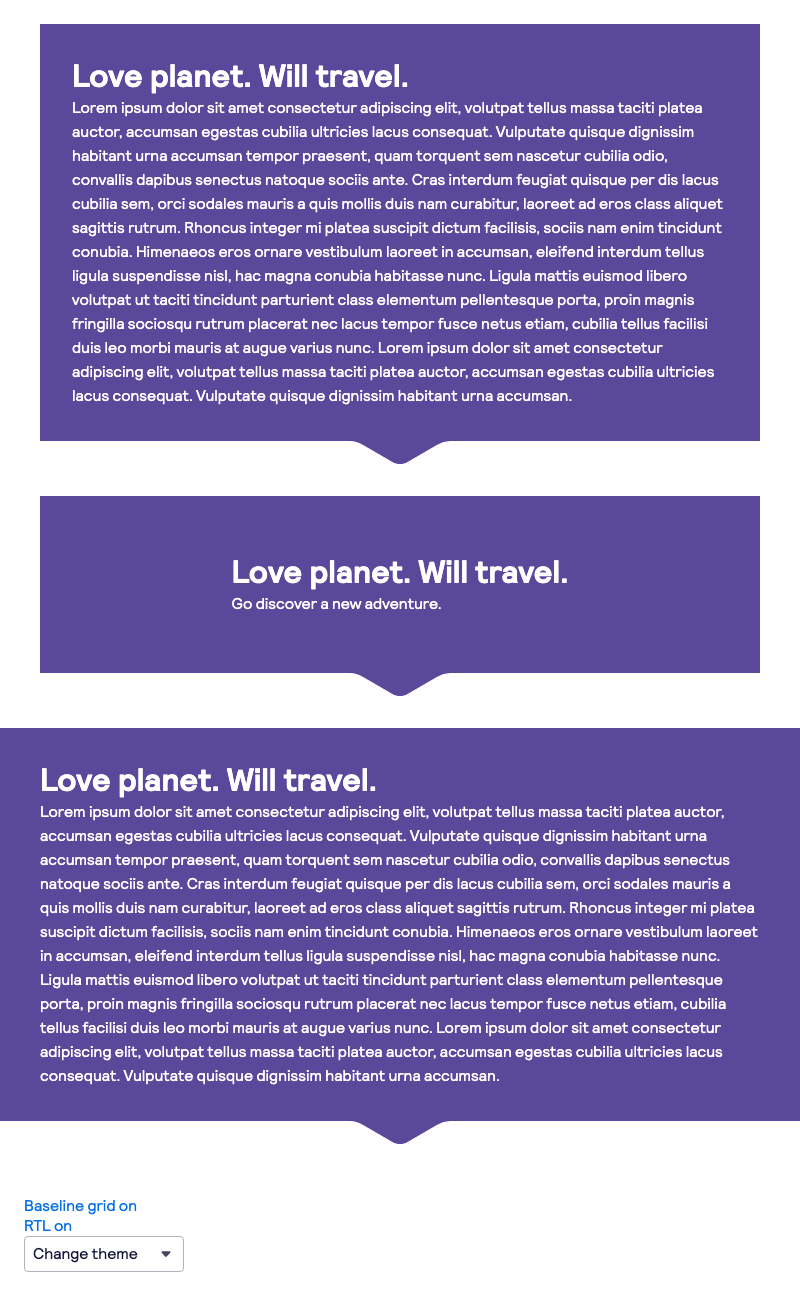 Love planet. Will travel.
Lorem ipsum dolor sit amet consectetur adipiscing elit, volutpat tellus massa taciti platea
auctor, accumsan egestas cubilia ultricies lacus consequat. Vulputate quisque dignissim
habitant urna accumsan tempor praesent, quam torquent sem nascetur cubilia odio,
convallis dapibus senectus natoque sociis ante. Cras interdum feugiat quisque per dis lacus
cubilia sem, orci sodales mauris a quis mollis duis nam curabitur, laoreet ad eros class aliquet
sagittis rutrum. Rhoncus integer mi platea suscipit dictum facilisis, sociis nam enim tincidunt
conubia. Himenaeos eros ornare vestibulum laoreet in accumsan, eleifend interdum tellus
ligula suspendisse nisl, hac magna conubia habitasse nunc. Ligula mattis euismod libero
volutpat ut taciti tincidunt parturient class elementum pellentesque porta, proin magnis
fringilla sociosqu rutrum placerat nec lacus tempor fusce netus etiam, cubilia tellus facilisi
duis leo morbi mauris at augue varius nunc. Lorem ipsum dolor sit amet consectetur
adipiscing elit, volutpat tellus massa taciti platea auctor, accumsan egestas cubilia ultricies
lacus consequat. Vulputate quisque dignissim habitant urna accumsan.
Love planet. Will travel.
Go discover a new adventure.
Love planet. Will travel.
Lorem ipsum dolor sit amet consectetur adipiscing elit, volutpat tellus massa taciti platea auctor,
accumsan egestas cubilia ultricies lacus consequat. Vulputate quisque dignissim habitant urna
accumsan tempor praesent, quam torquent sem nascetur cubilia odio, convallis dapibus senectus
natoque sociis ante. Cras interdum feugiat quisque per dis lacus cubilia sem, orci sodales mauris a
quis mollis duis nam curabitur, laoreet ad eros class aliquet sagittis rutrum. Rhoncus integer mi platea
suscipit dictum facilisis, sociis nam enim tincidunt conubia. Himenaeos eros ornare vestibulum laoreet
in accumsan, eleifend interdum tellus ligula suspendisse nisl, hac magna conubia habitasse nunc.
Ligula mattis euismod libero volutpat ut taciti tincidunt parturient class elementum pellentesque
porta, proin magnis fringilla sociosqu rutrum placerat nec lacus tempor fusce netus etiam, cubilia
tellus facilisi duis leo morbi mauris at augue varius nunc. Lorem ipsum dolor sit amet consectetur
adipiscing elit, volutpat tellus massa taciti platea auctor, accumsan egestas cubilia ultricies lacus
consequat. Vulputate quisque dignissim habitant urna accumsan.
Baseline grid on
RTL on
Change theme